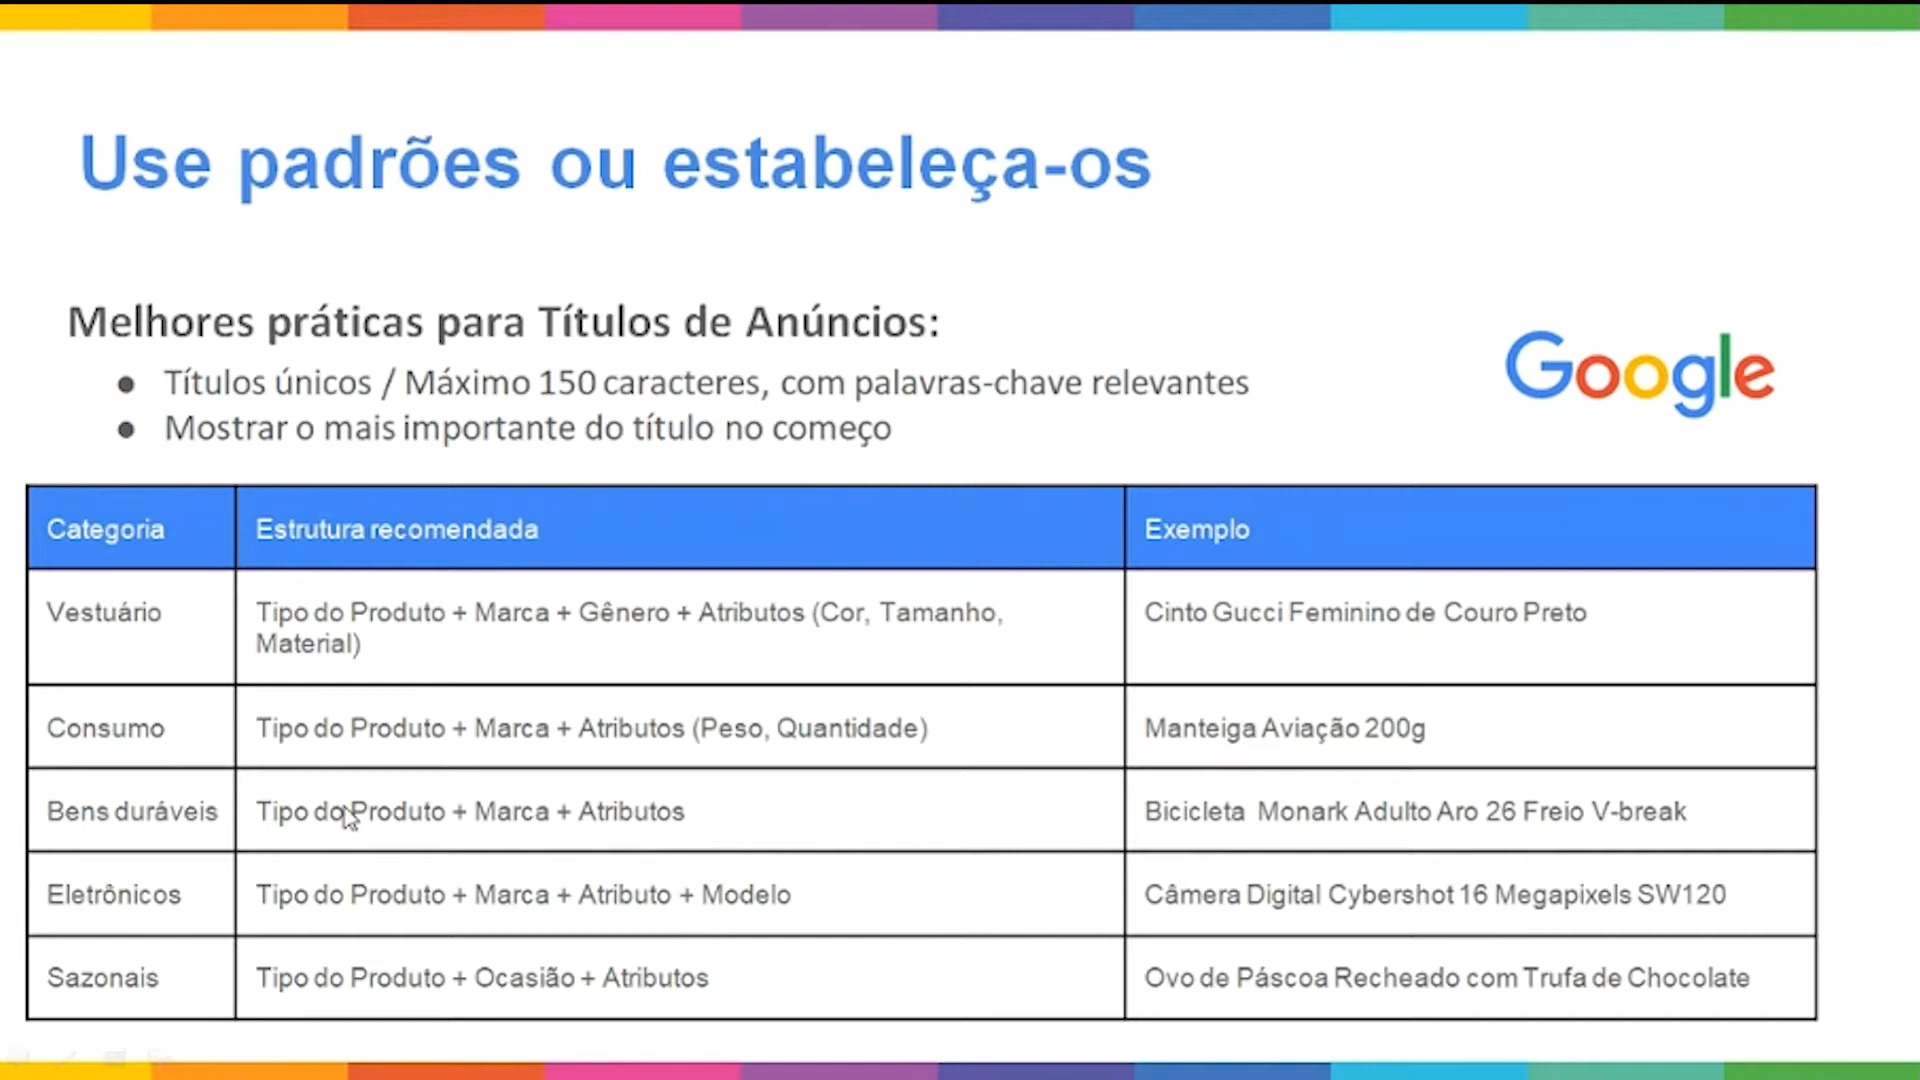 Use padrões ou estabeleça-os
Melhores práticas para Títulos de Anúncios:
● Títulos únicos / Máximo 150 caracteres, com palavras-chave relevantes
● Mostrar o mais importante do título no começo
Google
Categoria Estrutura recomendada Exemplo
Vestuário Tipo do Produto + Marca + Gênero + Atributos (Cor, Tamanho, Cinto Gucci Feminino de Couro Preto
Material)
Consumo Tipo do Produto + Marca + Atributos (Peso, Quantidade) Manteiga Aviação 200g
Bens duráveis Tipo do Produto + Marca + Atributos Bicicleta Monark Adulto Aro 26 Freio V-break
Eletrônicos Tipo do Produto + Marca + Atributo + Modelo Câmera Digital Cybershot 16 Megapixels SW120
Sazonais Tipo do Produto + Ocasião + Atributos Ovo de Páscoa Recheado com Trufa de Chocolate